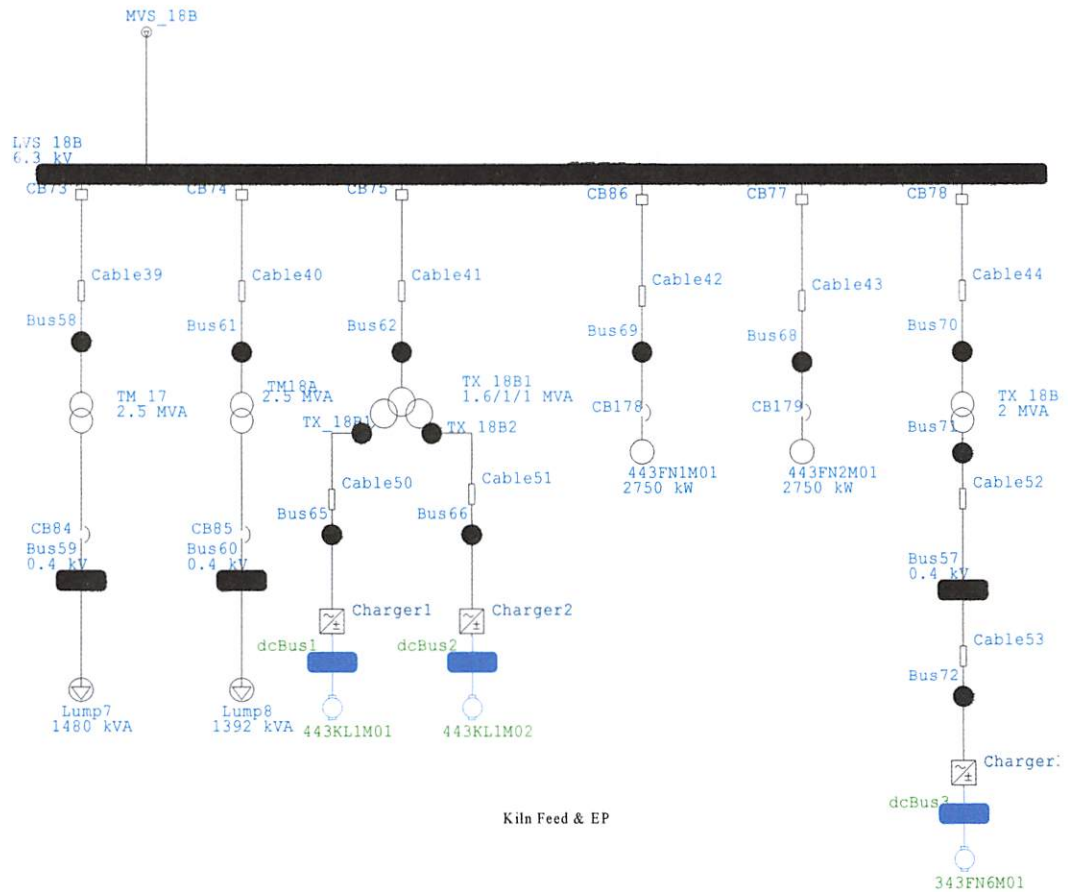 MVS_18B
LVS 18B
6.3 kV
CB73
CB74
CB75
CB86
CB77
CB78
Cable39
Cable40
Cable41
Cable42
Cable43
Cable44
Bus58
Bus61
Bus62
Bus69
Bus68
Bus70
TM_17
2.5 MVA
TM18A
2.5 MVA
TX 18B1
1.6/1/1 MVA
TX_18B1
TX 18B2
CB178
CB179
TX 18B
2 MVA
Bus71
443FN1M01
2750 kW
443FN2M01
2750 kW
Cable50
Cable51
Cable52
Bus65
Bus66
CB84
Bus59
0.4 kV
CB85
Bus60
0.4 kV
Bus57
0.4 kV
Charger1
Charger2
dcBus1
dcBus2
Cable53
Bus72
Lump7
1480 kVA
Lump8
1392 kVA
443KL1M01
443KL1M02
Charger
dcBus3
Kiln Feed & EP
343FN6M01